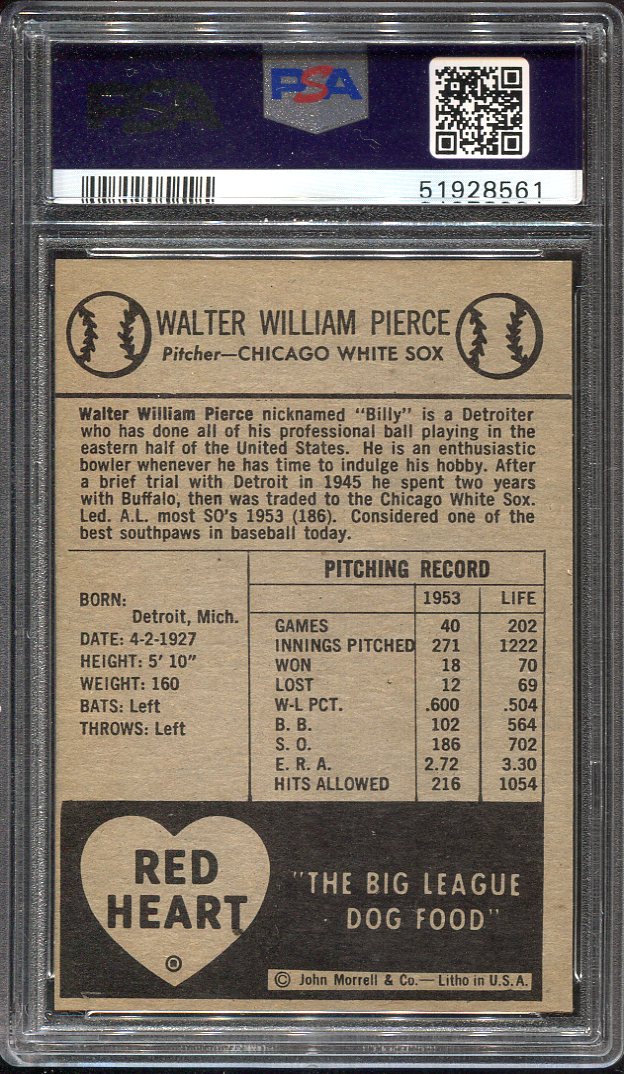 PSA
PSA
51928561
WALTER WILLIAM PIERCE
Pitcher—CHICAGO WHITE SOX
Walter William Pierce nicknamed "Billy" is a Detroiter
who has done all of his professional ball playing in the
eastern half of the United States. He is an enthusiastic
bowler whenever he has time to indulge his hobby. After
a brief trial with Detroit in 1945 he spent two years
with Buffalo, then was traded to the Chicago White Sox.
Led. A.L. most SO's 1953 (186). Considered one of the
best southpaws in baseball today.
BORN:
Detroit, Mich.
DATE: 4-2-1927
HEIGHT: 5' 10"
WEIGHT: 160
BATS: Left
THROWS: Left
PITCHING RECORD
1953 LIFE
GAMES 40 202
INNINGS PITCHED 271 1222
WON 18 70
LOST 12 69
W-L PCT. .600 .504
B. B. 102 564
S. O. 186 702
E. R. A. 2.72 3.30
HITS ALLOWED 216 1054
RED
HEART
"THE BIG LEAGUE
DOG FOOD"
© John Morrell & Co.—Litho in U.S.A.